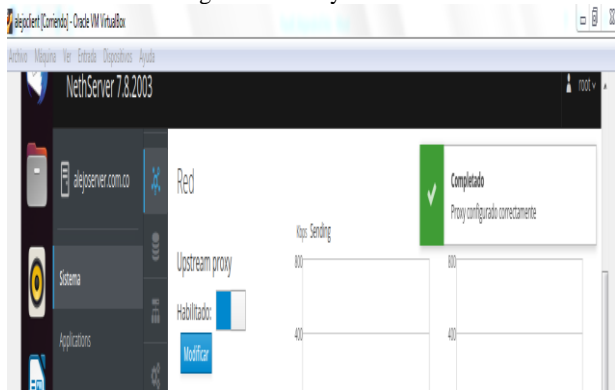 alejoclient [Corriendo] - Oracle VM VirtualBox
Archivo Máquina Ver Entrada Dispositivos Ayuda
NethServer 7.8.2003
root
alejoserver.com.co
Red
Completado
Proxy configurado correctamente
Kbps Sending
Upstream proxy
800
800
Sistema
Habilitado:
Applications
400
400
Modificar